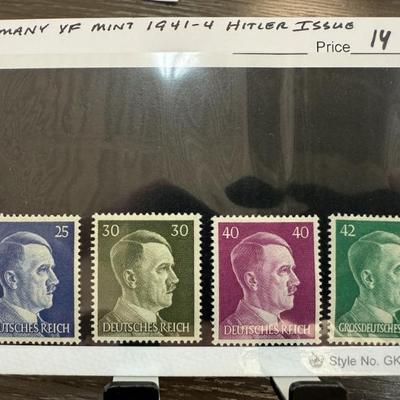 MANY VF MINT 1941-4 HITLER ISSUE
Price 14
25 30 30 40 40 42
DEUTSCHES REICH DEUTSCHES REICH DEUTSCHES REICH GROSSDEUTSCHES
Style No. GK